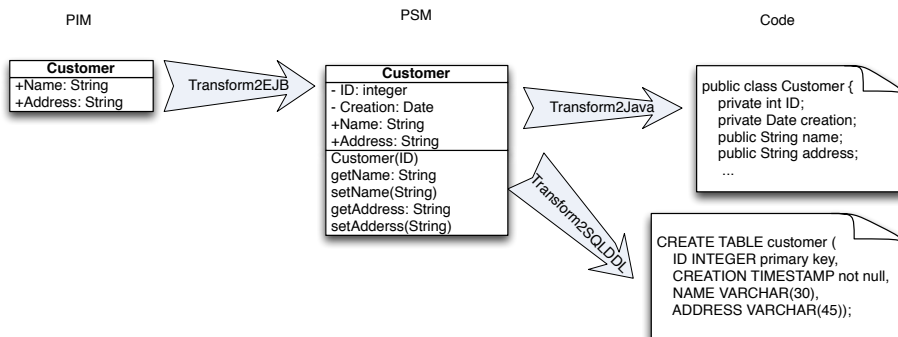 PIM
PSM
Code
Customer
+Name: String
+Address: String
Transform2EJB
Customer
- ID: integer
- Creation: Date
+Name: String
+Address: String
Customer(ID)
getName: String
setName(String)
getAddress: String
setAdderss(String)
Transform2Java
public class Customer {
private int ID;
private Date creation;
public String name;
public String address;
...
Transform2SQLDDL
CREATE TABLE customer (
ID INTEGER primary key,
CREATION TIMESTAMP not null,
NAME VARCHAR(30),
ADDRESS VARCHAR(45));